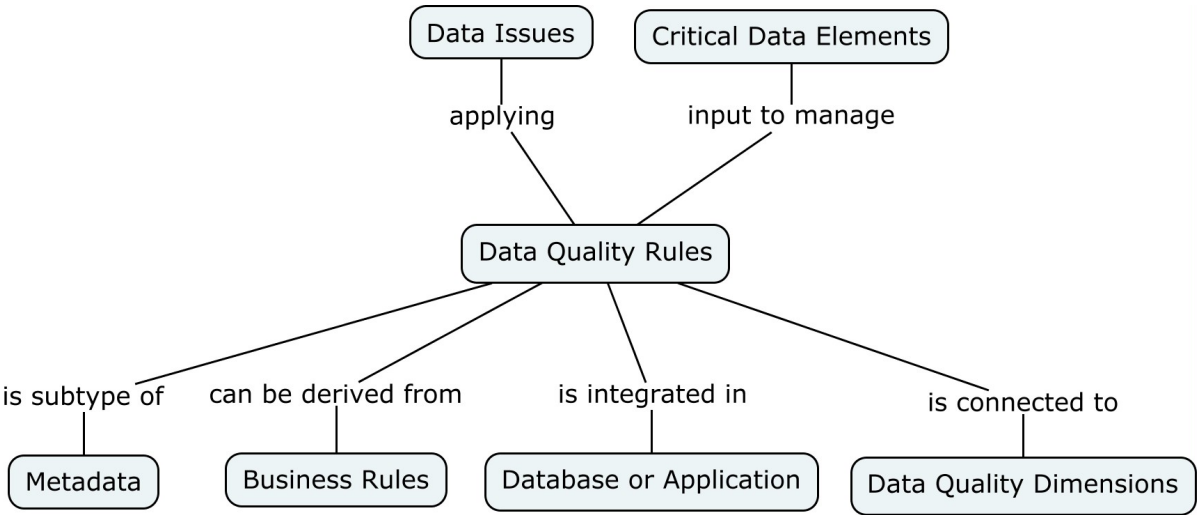 Data Issues
Critical Data Elements
applying
input to manage
Data Quality Rules
is subtype of
can be derived from
is integrated in
is connected to
Metadata
Business Rules
Database or Application
Data Quality Dimensions